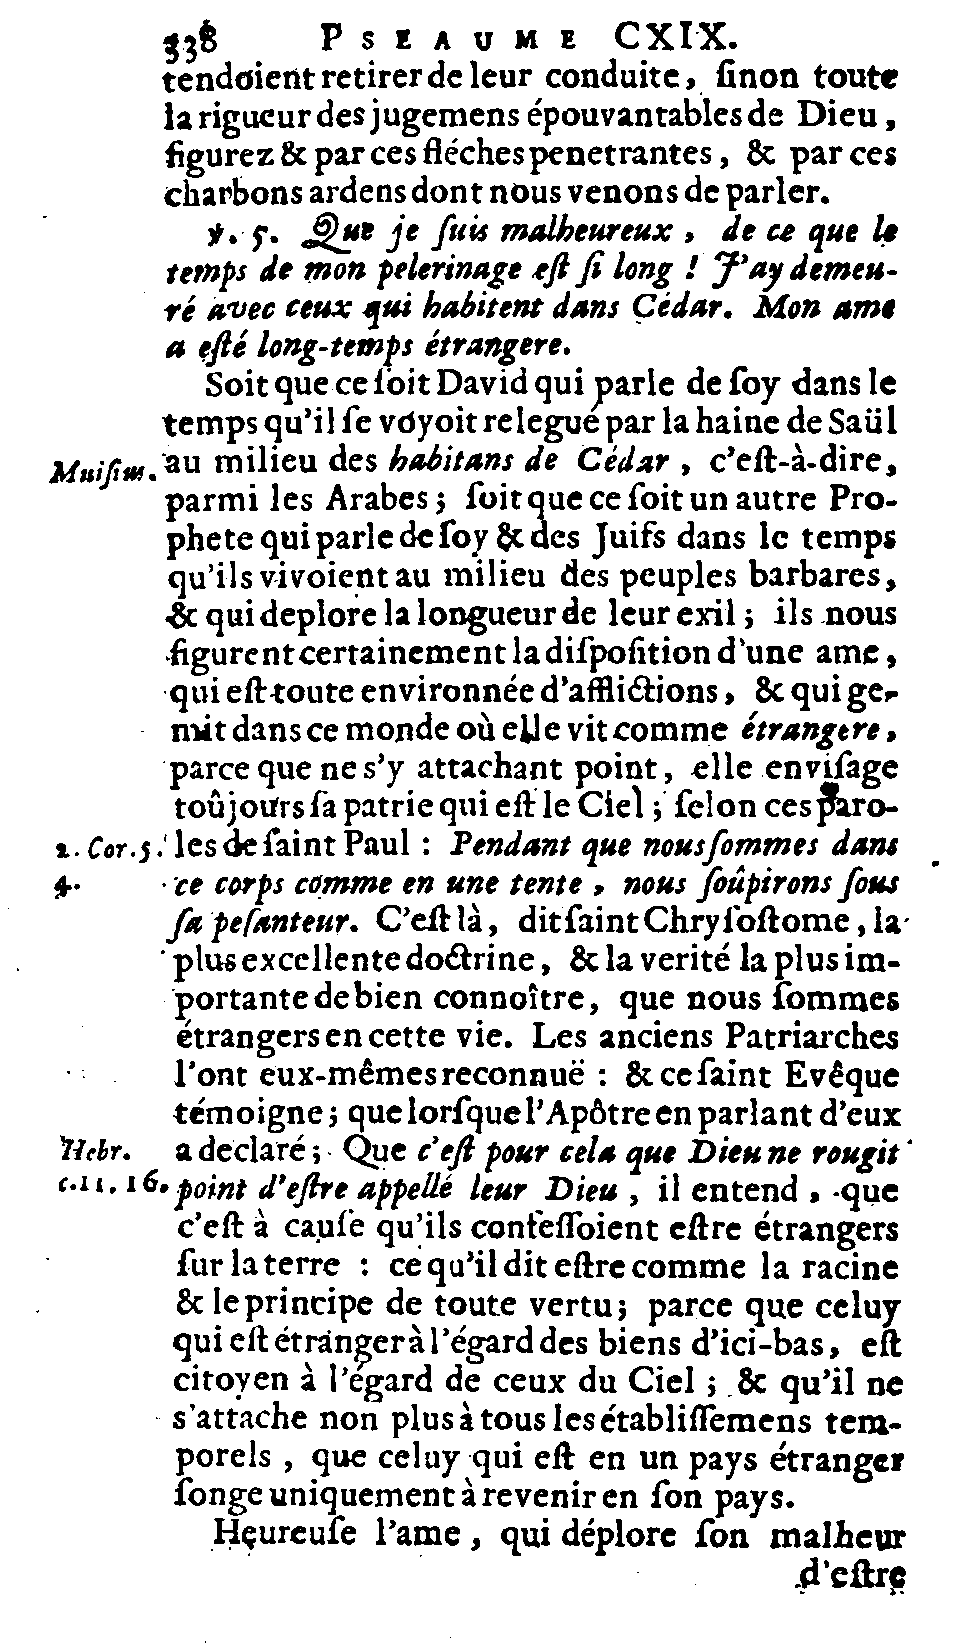 338 PSEAUME CXIX.
tendoient retirer de leur conduite, ſinon toute
la rigueur des jugemens épouvantables de Dieu,
figurez & par ces fléches penetrantes, & par ces
charbons ardens dont nous venons de parler.
℣. 5. Que je ſuis malheureux, de ce que le
temps de mon pelerinage eſt ſi long ! J'ay demeu-
ré avec ceux qui habitent dans Cédar. Mon ame
a eſté long-temps étrangere.
Soit que ce ſoit David qui parle de ſoy dans le
temps qu'il ſe voyoit relegué par la haine de Saül
Muiſim. au milieu des habitans de Cédar, c'eſt-à-dire,
parmi les Arabes; ſoit que ce ſoit un autre Pro-
phete qui parle de ſoy & des Juifs dans le temps
qu'ils vivoient au milieu des peuples barbares,
& qui deplore la longueur de leur exil; ils nous
figurent certainement la diſpoſition d'une ame,
qui eſt toute environnée d'afflictions, & qui ge-
mit dans ce monde où elle vit comme étrangere,
parce que ne s'y attachant point, elle enviſage
toûjours ſa patrie qui eſt le Ciel; ſelon ces paro-
2. Cor. 5. les de ſaint Paul : Pendant que nous ſommes dans
4. ce corps comme en une tente, nous ſoûpirons ſous
ſa peſanteur. C'eſt là, dit ſaint Chryſoſtome, la
plus excellente doctrine, & la verité la plus im-
portante de bien connoître, que nous ſommes
étrangers en cette vie. Les anciens Patriarches
l'ont eux-mêmes reconnuë : & ce ſaint Evêque
témoigne; que lorſque l'Apôtre en parlant d'eux
Hebr. a declaré; Que c'eſt pour cela que Dieu ne rougit
c. 11. 16. point d'eſtre appellé leur Dieu, il entend, que
c'eſt à cauſe qu'ils confeſſoient eſtre étrangers
ſur la terre : ce qu'il dit eſtre comme la racine
& le principe de toute vertu; parce que celuy
qui eſt étranger à l'égard des biens d'ici-bas, eſt
citoyen à l'égard de ceux du Ciel; & qu'il ne
s'attache non plus à tous les établiſſemens tem-
porels, que celuy qui eſt en un pays étranger
ſonge uniquement à revenir en ſon pays.
Heureuſe l'ame, qui déplore ſon malheur
d'eſtre